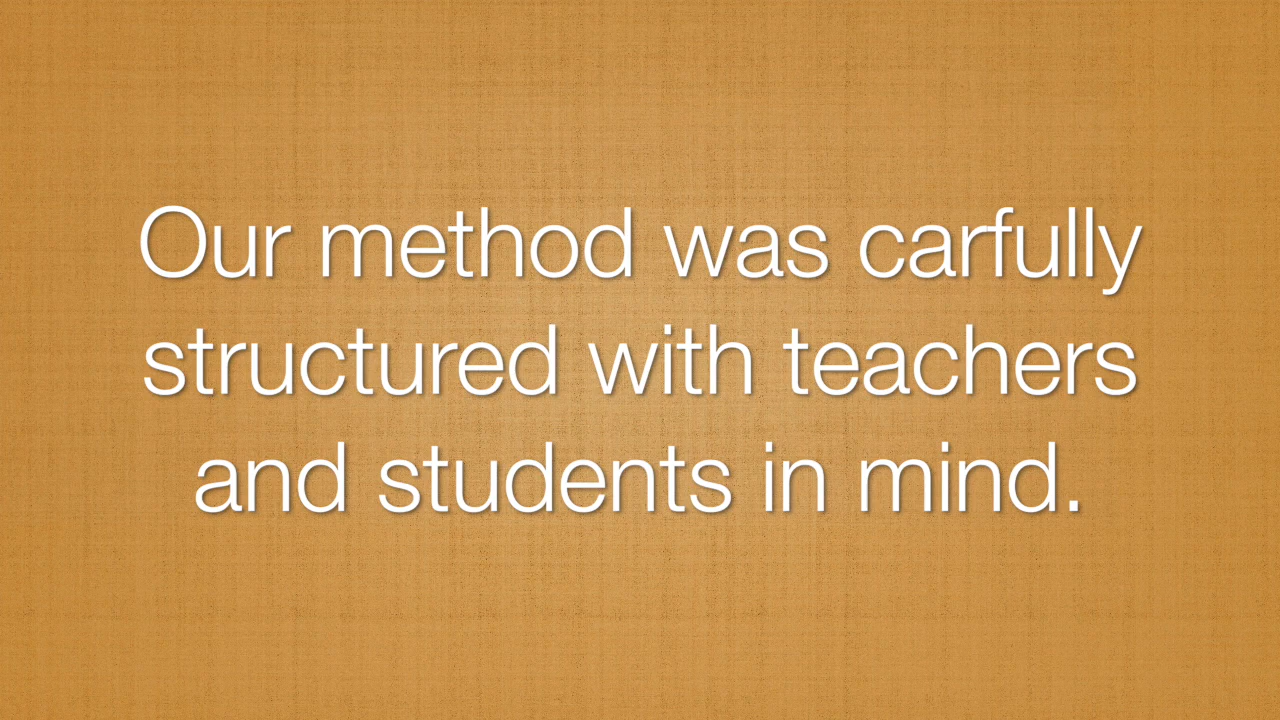 Our method was carfully
structured with teachers
and students in mind.